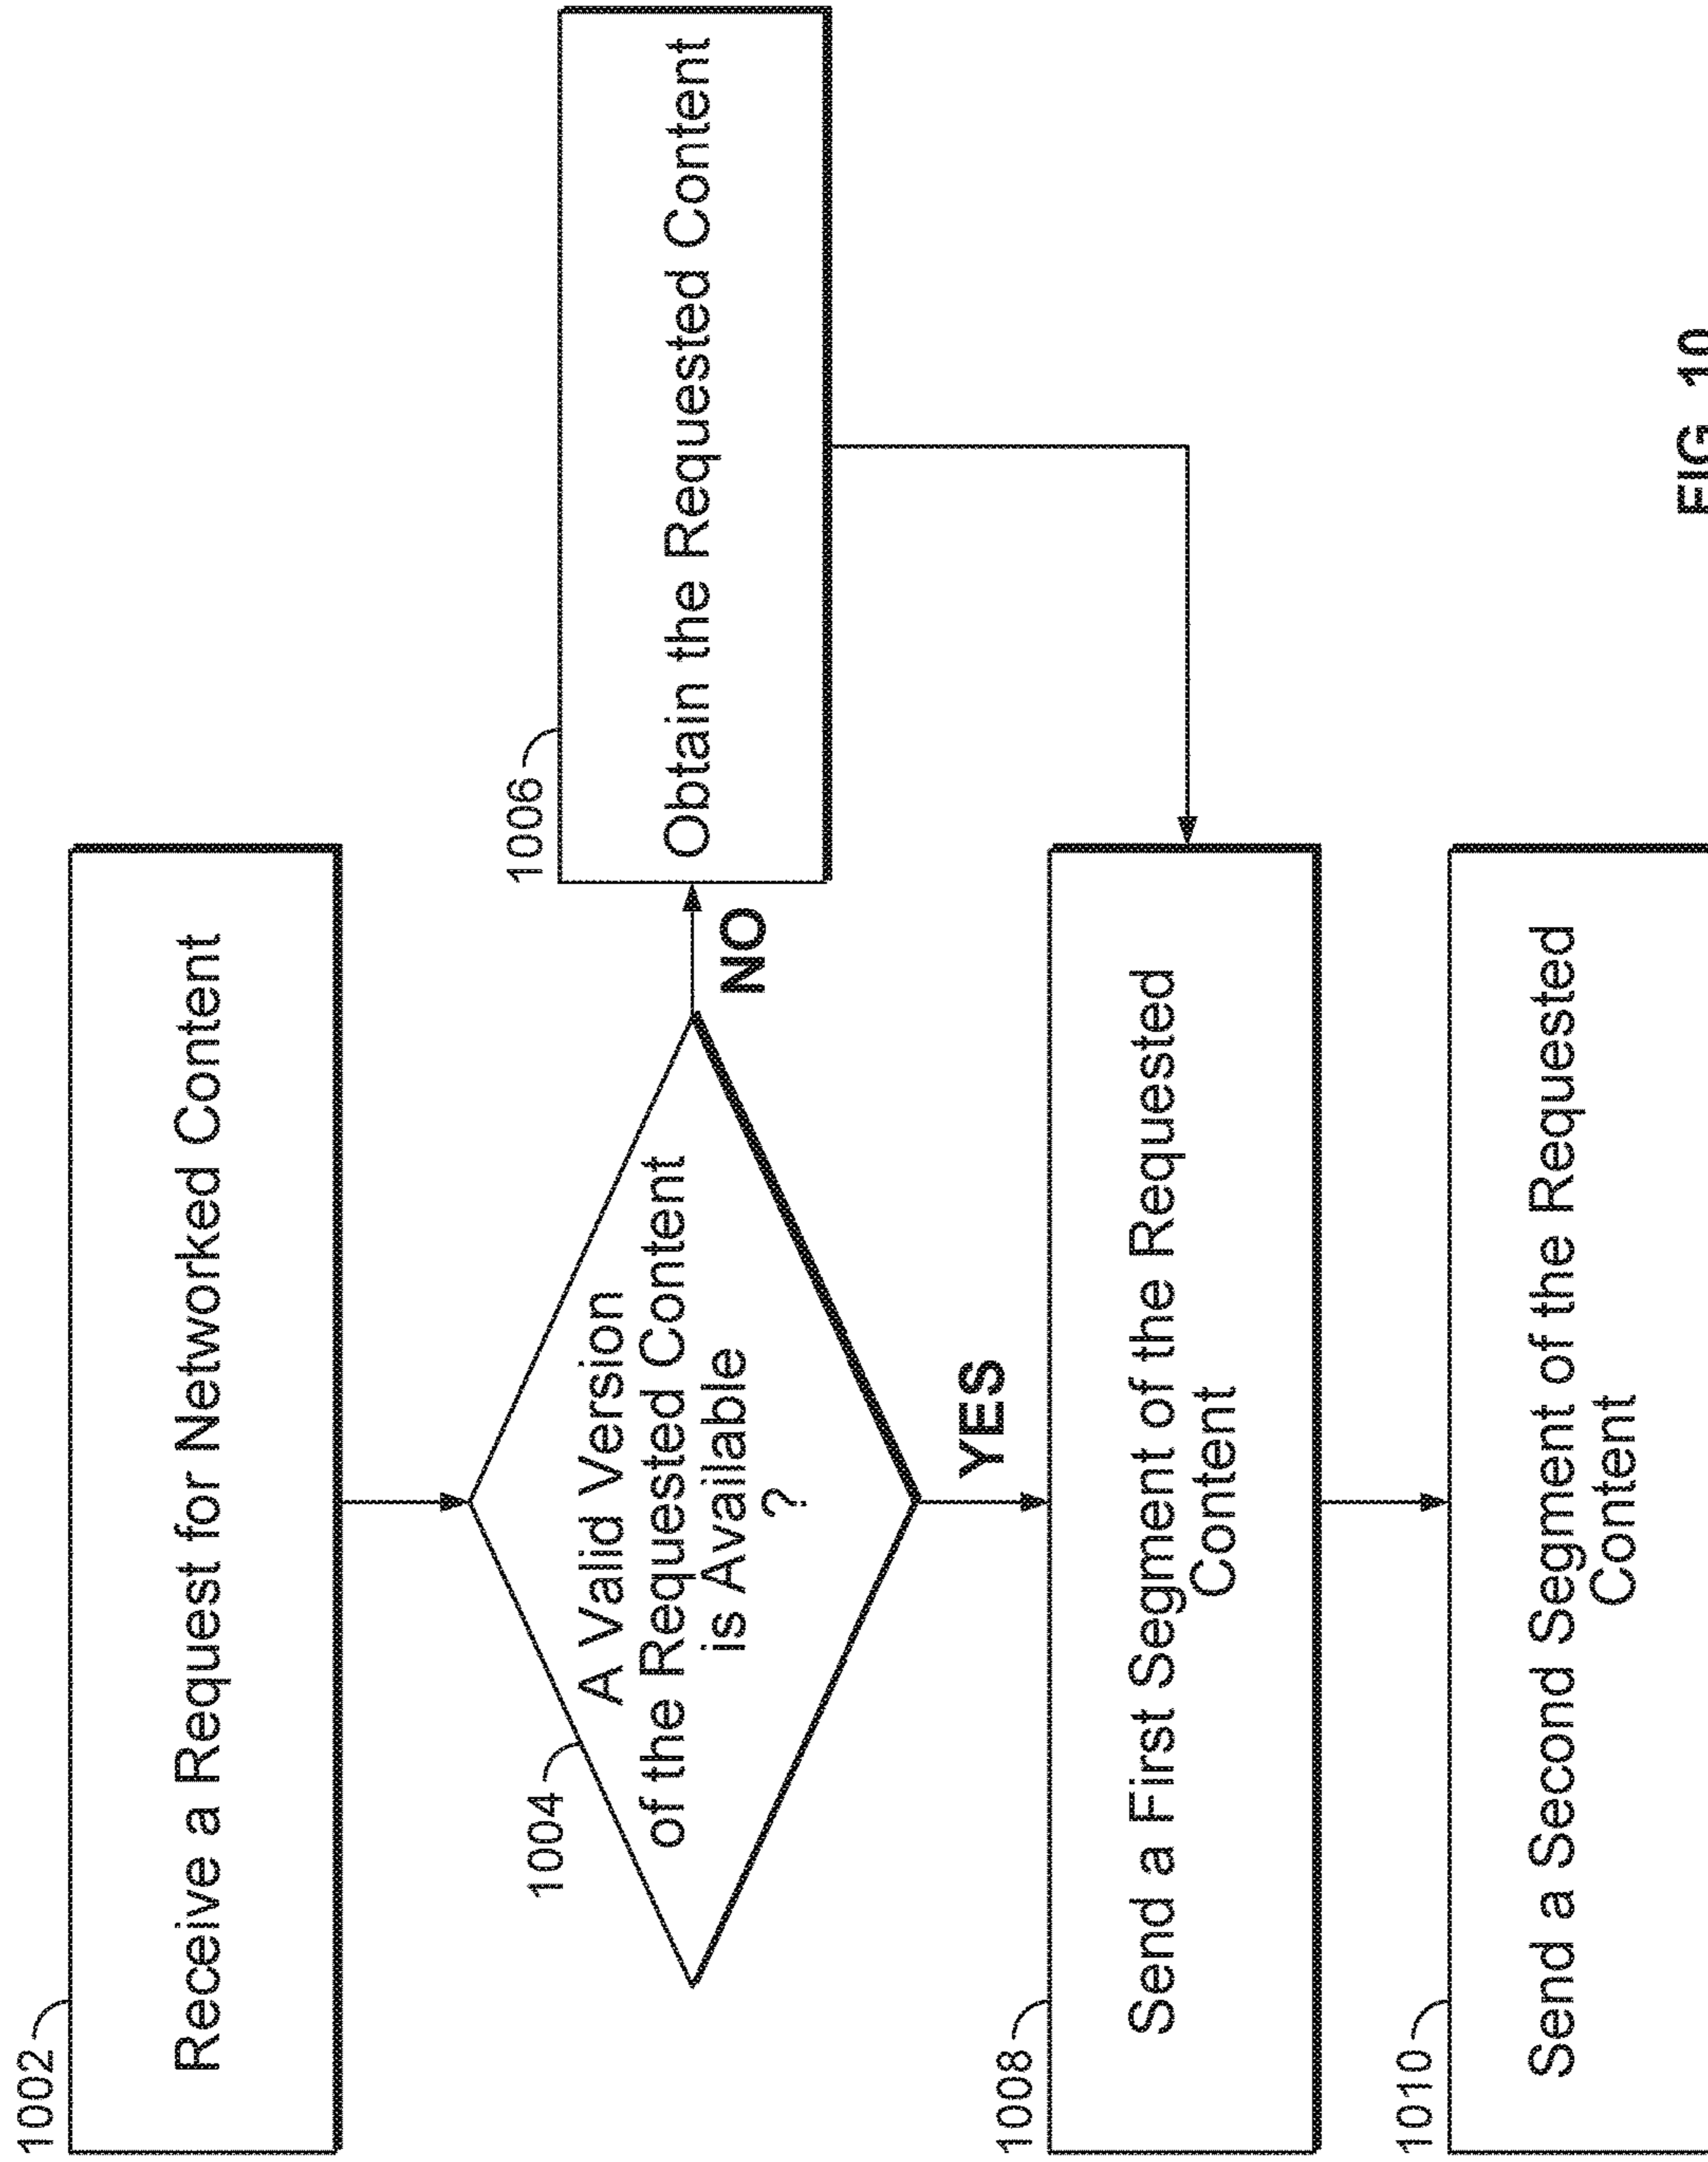 1002
Receive a Request for Networked Content
1004
A Valid Version
of the Requested Content
is Available
?
NO
1006
Obtain the Requested Content
YES
1008
Send a First Segment of the Requested
Content
1010
Send a Second Segment of the Requested
Content
FIG. 10